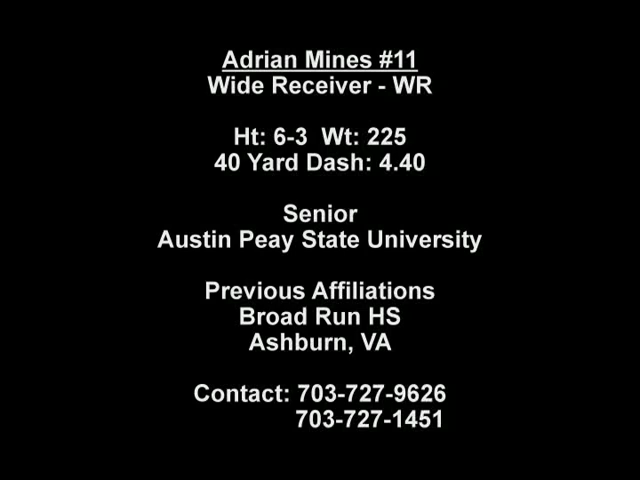 Adrian Mines #11
Wide Receiver - WR
Ht: 6-3 Wt: 225
40 Yard Dash: 4.40
Senior
Austin Peay State University
Previous Affiliations
Broad Run HS
Ashburn, VA
Contact: 703-727-9626
703-727-1451